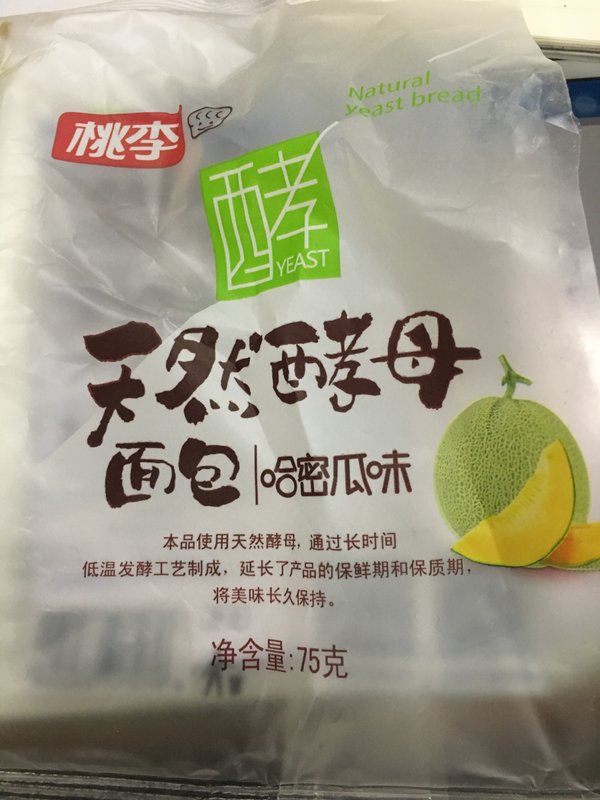 Natural
Yeast bread
桃李
酵
YEAST
天然酵母
面包|哈密瓜味
本品使用天然酵母,通过长时间
低温发酵工艺制成,延长了产品的保鲜期和保质期,
将美味长久保持。
净含量:75克